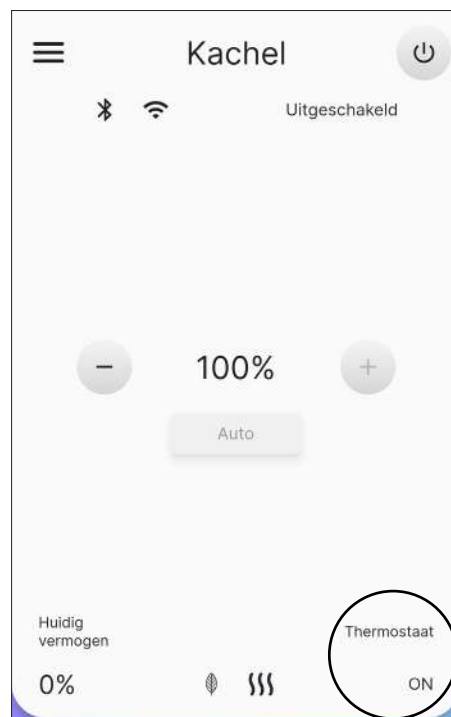 Kachel
Uitgeschakeld
− 100% +
Auto
Huidig
vermogen
Thermostaat
0%
ON